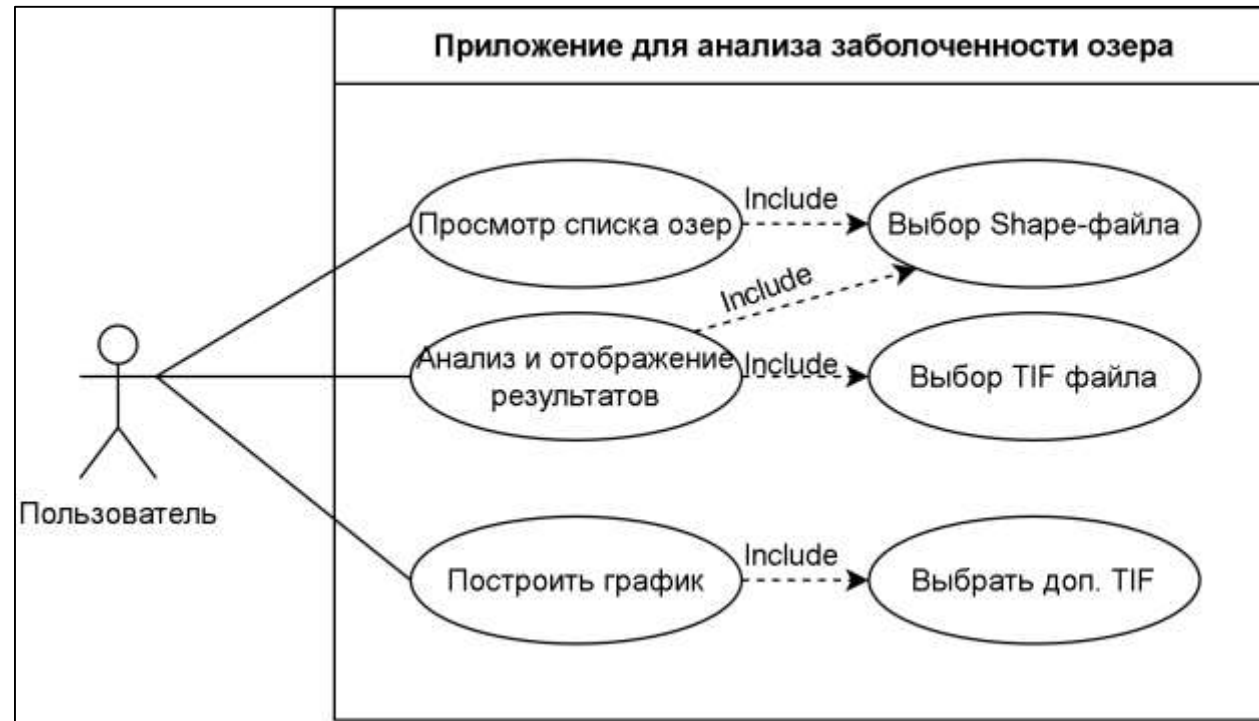 Приложение для анализа заболоченности озера
Просмотр списка озер
Include
Выбор Shape-файла
Include
Анализ и отображение
результатов
Include
Выбор TIF файла
Пользователь
Построить график
Include
Выбрать доп. TIF